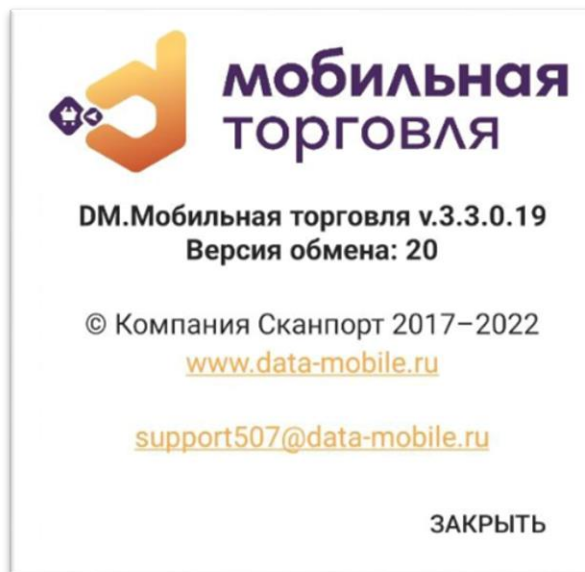 мобильная
торговля
DM.Мобильная торговля v.3.3.0.19
Версия обмена: 20
© Компания Сканпорт 2017–2022
www.data-mobile.ru
support507@data-mobile.ru
ЗАКРЫТЬ